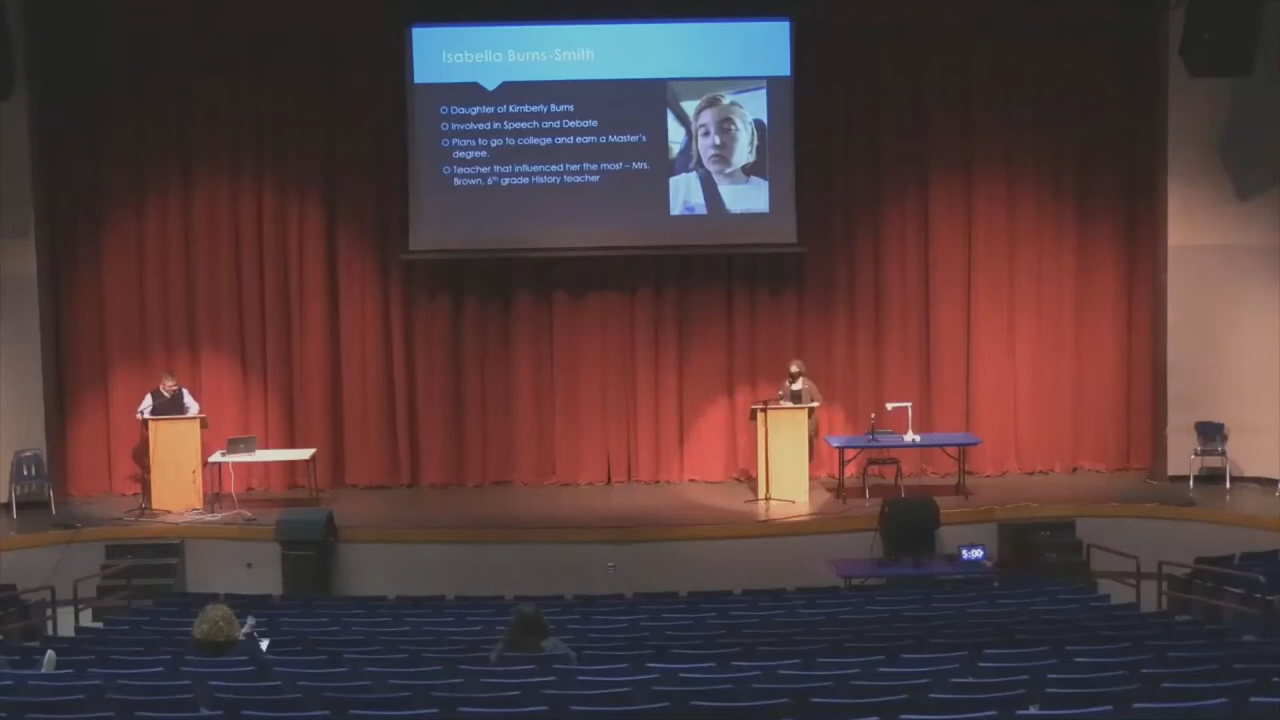 Isabella Burns-Smith
Daughter of Kimberly Burns
Involved in Speech and Debate
Plans to go to college and earn a Master's
degree.
Teacher that influenced her the most – Mrs.
Brown, 6th grade History teacher
5:00